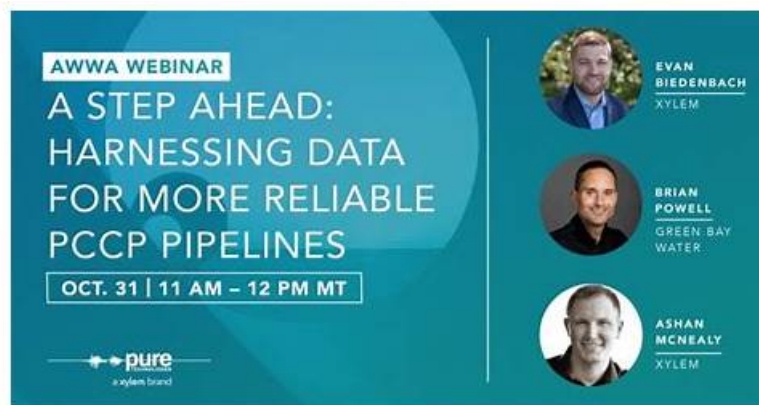 AWWA WEBINAR
A STEP AHEAD:
HARNESSING DATA
FOR MORE RELIABLE
PCCP PIPELINES
OCT. 31 | 11 AM – 12 PM MT
pure
TECHNOLOGIES
a xylem brand
EVAN
BIEDENBACH
XYLEM
BRIAN
POWELL
GREEN BAY
WATER
ASHAN
MCNEALY
XYLEM